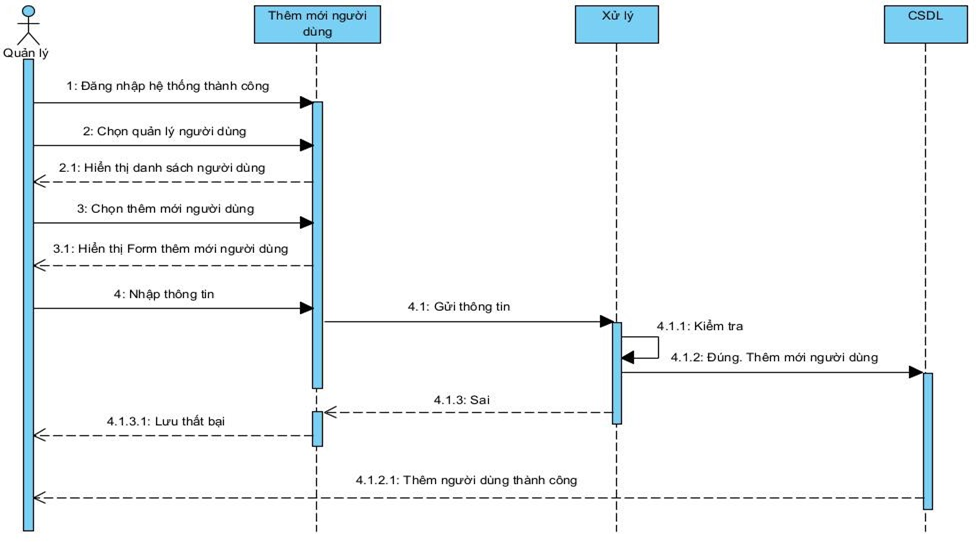 Thêm mới người
dùng
Xử lý
CSDL
Quản lý
1: Đăng nhập hệ thống thành công
2: Chọn quản lý người dùng
2.1: Hiển thị danh sách người dùng
3: Chọn thêm mới người dùng
3.1: Hiển thị Form thêm mới người dùng
4: Nhập thông tin
4.1: Gửi thông tin
4.1.1: Kiểm tra
4.1.2: Đúng. Thêm mới người dùng
4.1.3: Sai
4.1.3.1: Lưu thất bại
4.1.2.1: Thêm người dùng thành công